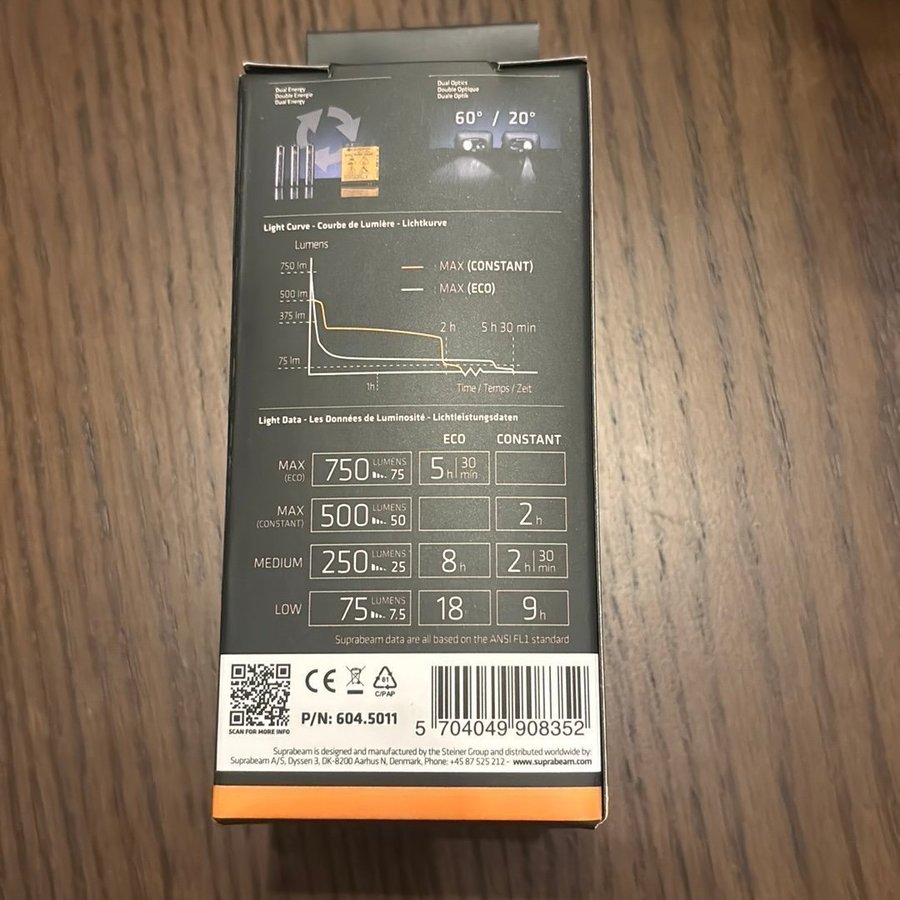 Dual Energy
Double Énergie
Dual Energy
Dual Optics
Double Optique
Duale Optik
60° / 20°
Light Curve - Courbe de Lumière - Lichtkurve
Lumens
750 lm
500 lm
375 lm
75 lm
MAX (CONSTANT)
MAX (ECO)
2 h
5 h 30 min
1h
Time / Temps / Zeit
Light Data - Les Données de Luminosité - Lichtleistungsdaten
ECO CONSTANT
MAX (ECO) 750 LUMENS 75 5 h 30 min
MAX (CONSTANT) 500 LUMENS 50 2 h
MEDIUM 250 LUMENS 25 8 h 2 h 30 min
LOW 75 LUMENS 7,5 18 9 h
Suprabeam data are all based on the ANSI FL1 standard
SCAN FOR MORE INFO
CE
81
C/PAP
P/N: 604.5011
5 704049 908352
Suprabeam is designed and manufactured by the Steiner Group and distributed worldwide by:
Suprabeam A/S, Dyssen 3, DK-8200 Aarhus N, Denmark, Phone: +45 87 525 212 - www.suprabeam.com